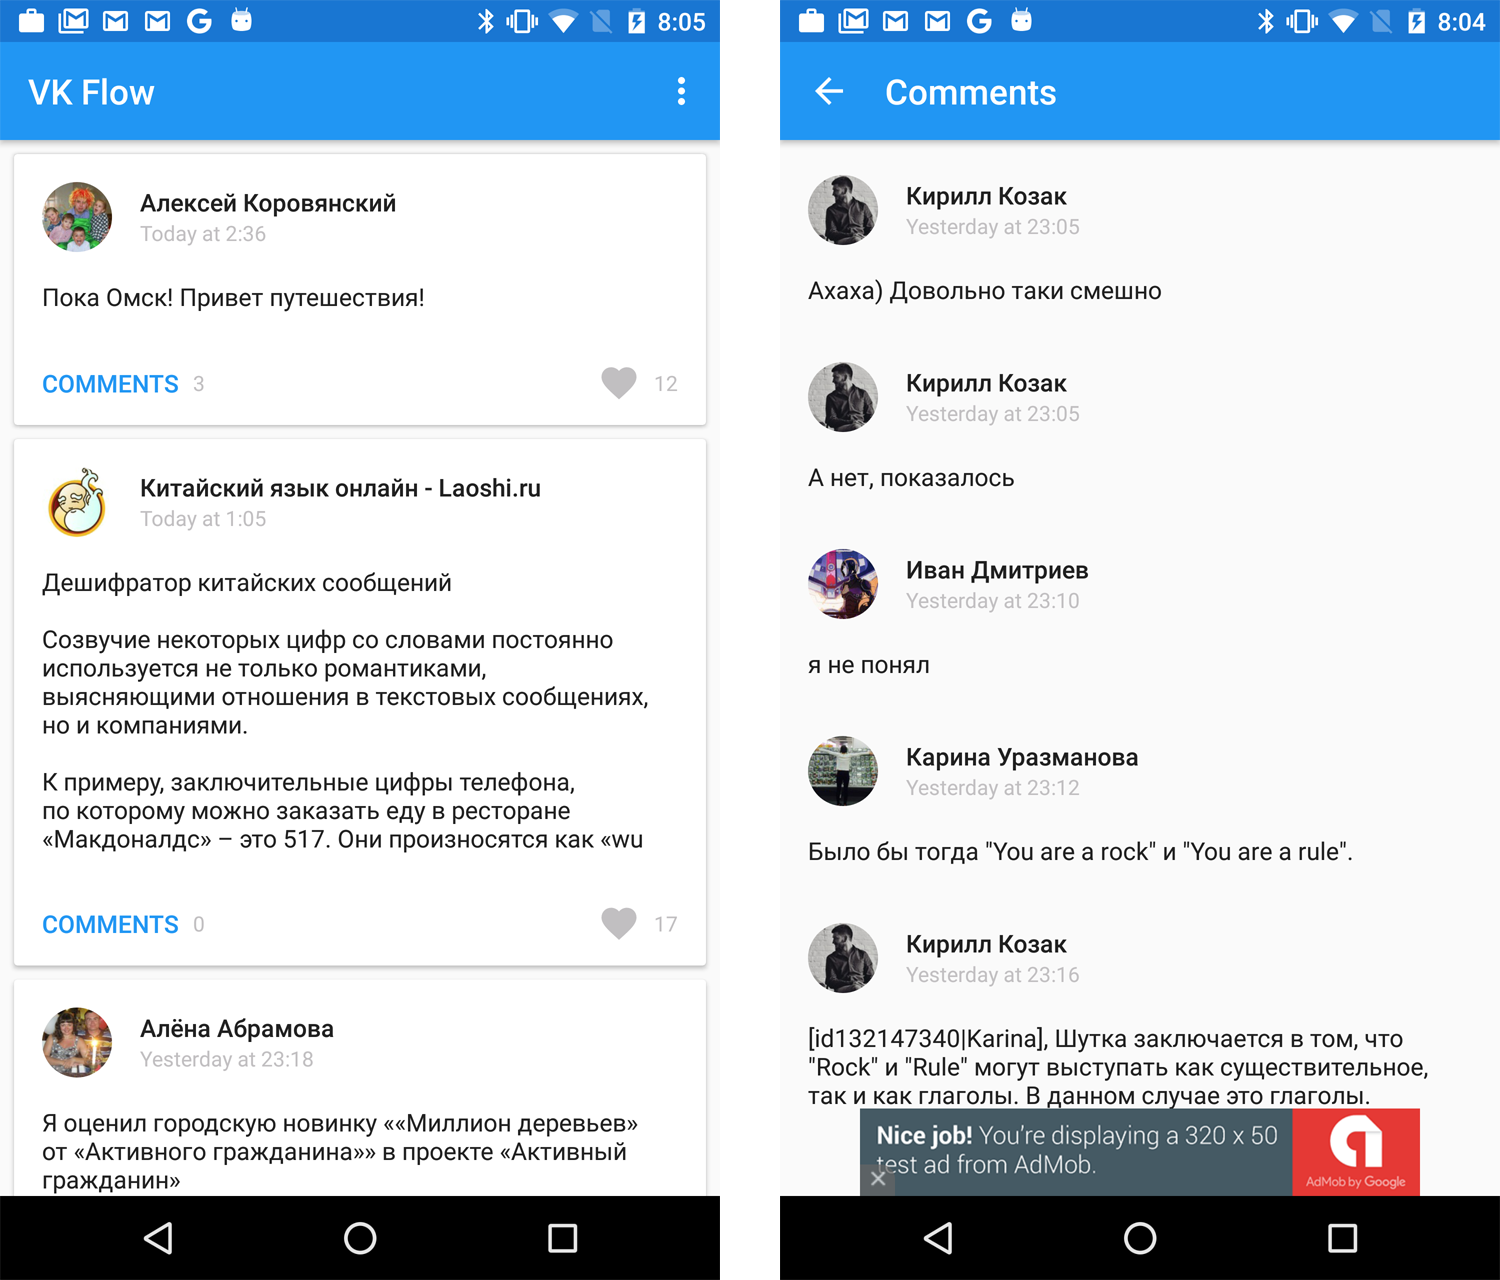 8:05
VK Flow
Алексей Коровянский
Today at 2:36
Пока Омск! Привет путешествия!
COMMENTS 3
12
Китайский язык онлайн - Laoshi.ru
Today at 1:05
Дешифратор китайских сообщений
Созвучие некоторых цифр со словами постоянно
используется не только романтиками,
выясняющими отношения в текстовых сообщениях,
но и компаниями.
К примеру, заключительные цифры телефона,
по которому можно заказать еду в ресторане
«Макдоналдс» – это 517. Они произносятся как «wu
COMMENTS 0
17
Алёна Абрамова
Yesterday at 23:18
Я оценил городскую новинку ««Миллион деревьев»
от «Активного гражданина»» в проекте «Активный
гражданин»
8:04
Comments
Кирилл Козак
Yesterday at 23:05
Ахаха) Довольно таки смешно
Кирилл Козак
Yesterday at 23:05
А нет, показалось
Иван Дмитриев
Yesterday at 23:10
я не понял
Карина Уразманова
Yesterday at 23:12
Было бы тогда "You are a rock" и "You are a rule".
Кирилл Козак
Yesterday at 23:16
[id132147340|Karina], Шутка заключается в том, что
"Rock" и "Rule" могут выступать как существительное,
так и как глаголы. В данном случае это глаголы.
Nice job! You're displaying a 320 x 50
test ad from AdMob.
AdMob by Google